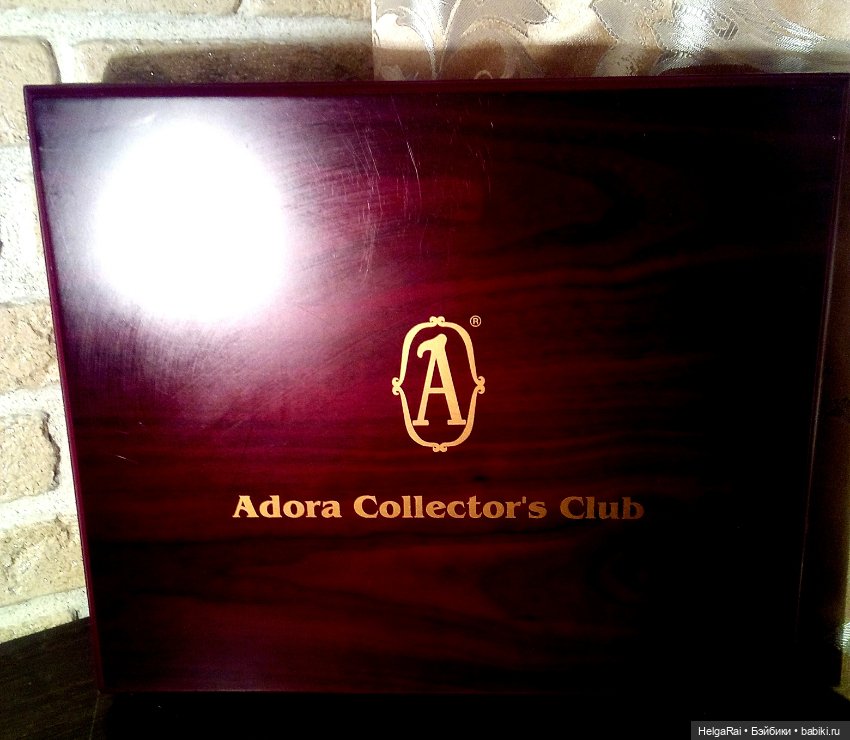 ®
A
Adora Collector's Club
HelgaRai • Бэйбики • babiki.ru